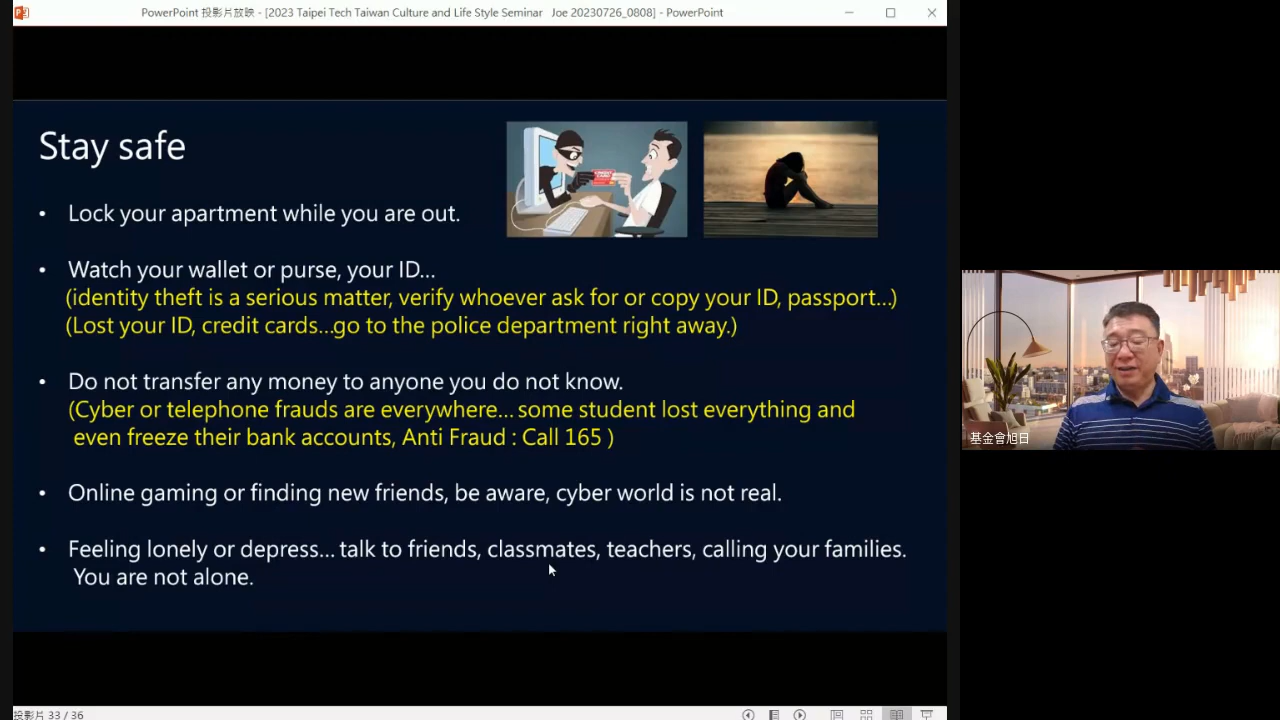 PowerPoint 投影片放映 - [2023 Taipei Tech Taiwan Culture and Life Style Seminar Joe 20230726_0808] - PowerPoint
Stay safe
CREDIT CARD
• Lock your apartment while you are out.
• Watch your wallet or purse, your ID...
(identity theft is a serious matter, verify whoever ask for or copy your ID, passport...)
(Lost your ID, credit cards...go to the police department right away.)
• Do not transfer any money to anyone you do not know.
(Cyber or telephone frauds are everywhere... some student lost everything and
even freeze their bank accounts, Anti Fraud : Call 165 )
• Online gaming or finding new friends, be aware, cyber world is not real.
• Feeling lonely or depress... talk to friends, classmates, teachers, calling your families.
You are not alone.
基金會旭日
投影片 33 / 36